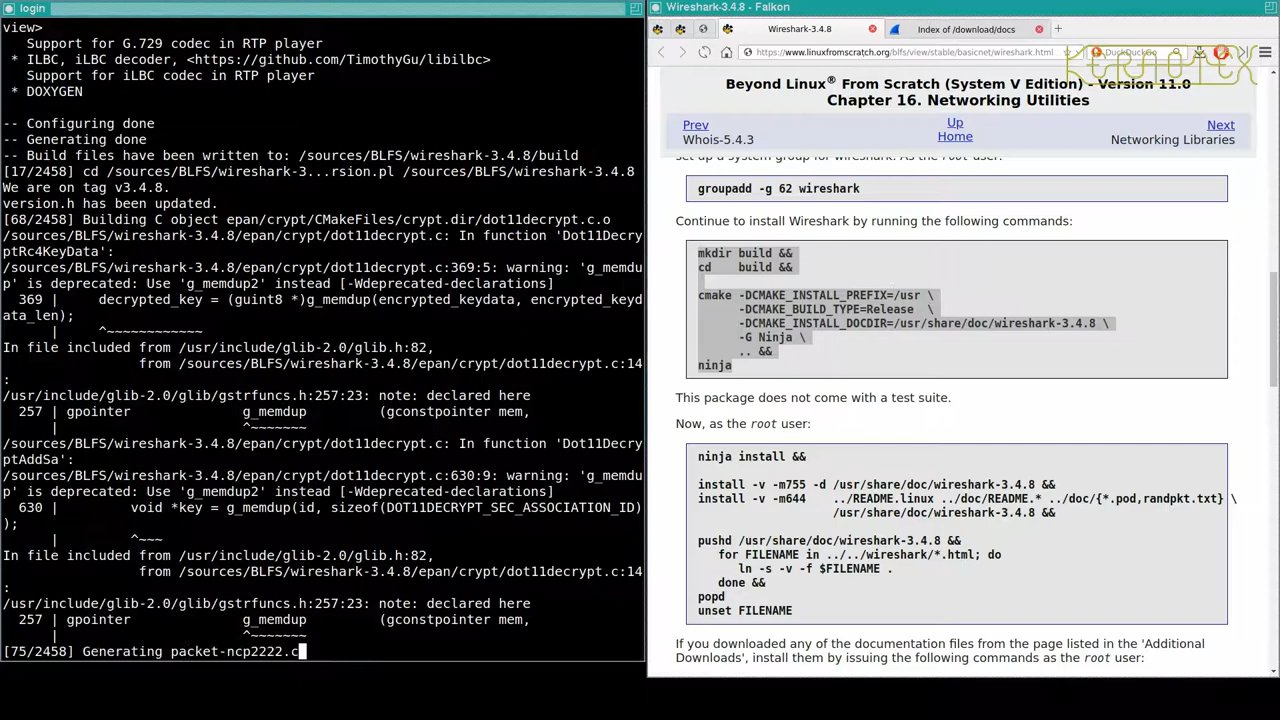 login
view>
Support for G.729 codec in RTP player
* ILBC, iLBC decoder, <https://github.com/TimothyGu/libilbc>
Support for iLBC codec in RTP player
* DOXYGEN
-- Configuring done
-- Generating done
-- Build files have been written to: /sources/BLFS/wireshark-3.4.8/build
[17/2458] cd /sources/BLFS/wireshark-3...rsion.pl /sources/BLFS/wireshark-3.4.8
We are on tag v3.4.8.
version.h has been updated.
[68/2458] Building C object epan/crypt/CMakeFiles/crypt.dir/dot11decrypt.c.o
/sources/BLFS/wireshark-3.4.8/epan/crypt/dot11decrypt.c: In function 'Dot11Decry
ptRc4KeyData':
/sources/BLFS/wireshark-3.4.8/epan/crypt/dot11decrypt.c:369:5: warning: 'g_memdu
p' is deprecated: Use 'g_memdup2' instead [-Wdeprecated-declarations]
369 |     decrypted_key = (guint8 *)g_memdup(encrypted_keydata, encrypted_keyd
ata_len);
|     ^~~~~~~~~~~~~
In file included from /usr/include/glib-2.0/glib.h:82,
from /sources/BLFS/wireshark-3.4.8/epan/crypt/dot11decrypt.c:14
:
/usr/include/glib-2.0/glib/gstrfuncs.h:257:23: note: declared here
257 | gpointer              g_memdup         (gconstpointer mem,
|                       ^~~~~~~~
/sources/BLFS/wireshark-3.4.8/epan/crypt/dot11decrypt.c: In function 'Dot11Decry
ptAddSa':
/sources/BLFS/wireshark-3.4.8/epan/crypt/dot11decrypt.c:630:9: warning: 'g_memdu
p' is deprecated: Use 'g_memdup2' instead [-Wdeprecated-declarations]
630 |         void *key = g_memdup(id, sizeof(DOT11DECRYPT_SEC_ASSOCIATION_ID)
);
|         ^~~~
In file included from /usr/include/glib-2.0/glib.h:82,
from /sources/BLFS/wireshark-3.4.8/epan/crypt/dot11decrypt.c:14
:
/usr/include/glib-2.0/glib/gstrfuncs.h:257:23: note: declared here
257 | gpointer              g_memdup         (gconstpointer mem,
|                       ^~~~~~~~
[75/2458] Generating packet-ncp2222.c
Wireshark-3.4.8 - Falkon
Wireshark-3.4.8
Index of /download/docs
https://www.linuxfromscratch.org/blfs/view/stable/basicnet/wireshark.html
DuckDuckGo
KERNOTEX
Beyond Linux® From Scratch (System V Edition) - Version 11.0
Chapter 16. Networking Utilities
Prev
Up
Next
Whois-5.4.3
Home
Networking Libraries
set up a system group for wireshark. As the root user:
groupadd -g 62 wireshark
Continue to install Wireshark by running the following commands:
mkdir build &&
cd    build &&
cmake -DCMAKE_INSTALL_PREFIX=/usr \
-DCMAKE_BUILD_TYPE=Release  \
-DCMAKE_INSTALL_DOCDIR=/usr/share/doc/wireshark-3.4.8 \
-G Ninja \
.. &&
ninja
This package does not come with a test suite.
Now, as the root user:
ninja install &&
install -v -m755 -d /usr/share/doc/wireshark-3.4.8 &&
install -v -m644    ../README.linux ../doc/README.* ../doc/{*.pod,randpkt.txt} \
/usr/share/doc/wireshark-3.4.8 &&
pushd /usr/share/doc/wireshark-3.4.8 &&
for FILENAME in ../../wireshark/*.html; do
ln -s -v -f $FILENAME .
done &&
popd
unset FILENAME
If you downloaded any of the documentation files from the page listed in the 'Additional
Downloads', install them by issuing the following commands as the root user: